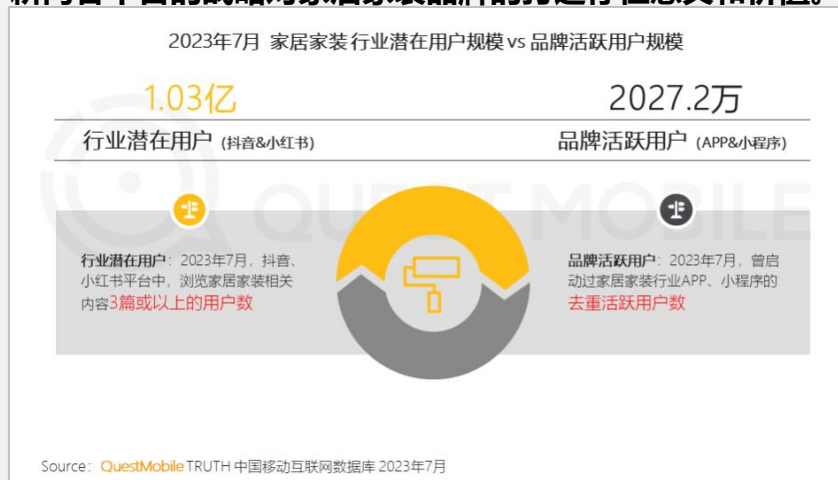 2023年7月 家居家装行业潜在用户规模 vs 品牌活跃用户规模
1.03亿
2027.2万
行业潜在用户 (抖音&小红书)
品牌活跃用户 (APP&小程序)
QUEST MOBILE
行业潜在用户：2023年7月，抖音、
小红书平台中，浏览家居家装相关
内容3篇或以上的用户数
品牌活跃用户：2023年7月，曾启
动过家居家装行业APP、小程序的
去重活跃用户数
Source：QuestMobile TRUTH 中国移动互联网数据库 2023年7月